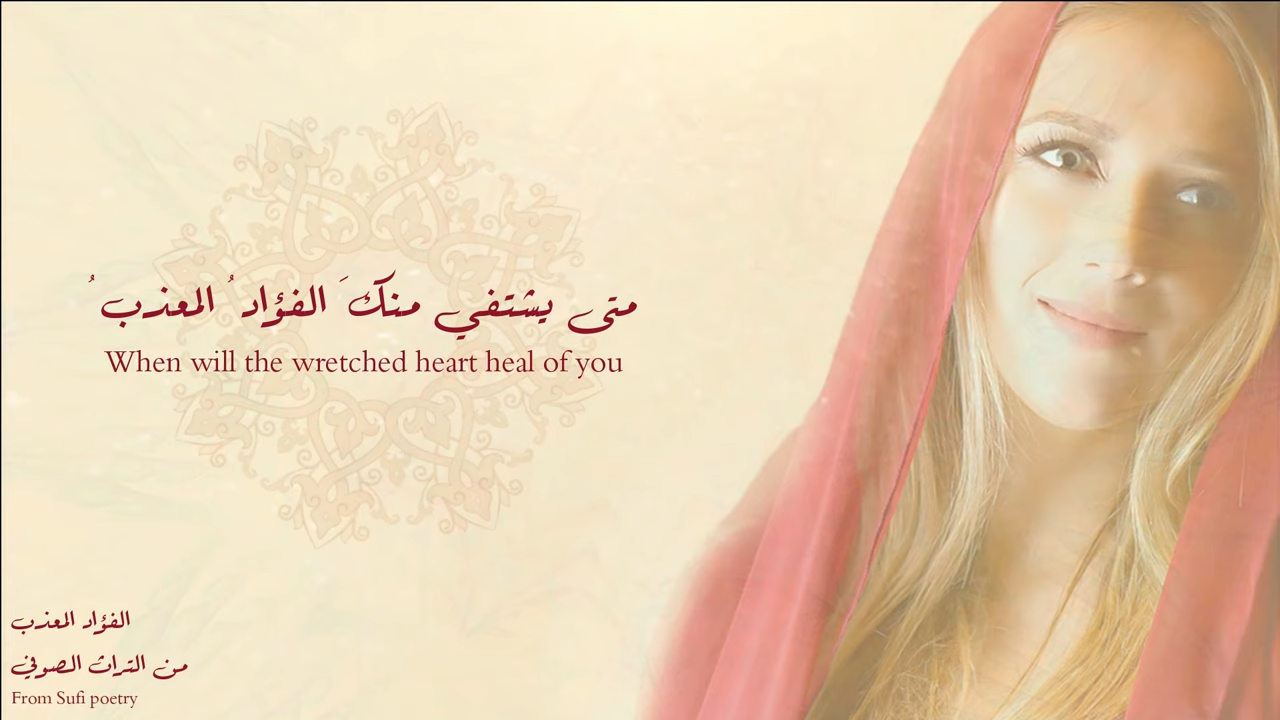 متى يشتفي منكَ الفؤادُ المعذبُ
When will the wretched heart heal of you
الفؤاد المعذب
من التراث الصوفي
From Sufi poetry